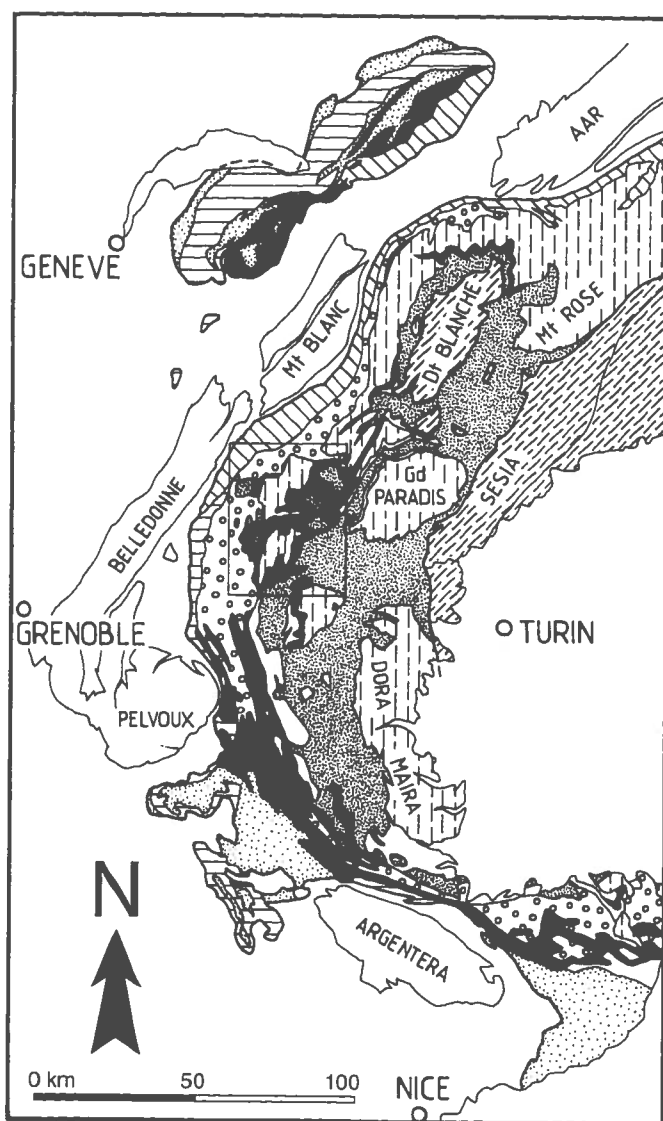 AAR
GENEVE
Mt BLANC
Dt BLANCHE
Mt ROSE
SESIA
Gd
PARADIS
BELLEDONNE
GRENOBLE
TURIN
PELVOUX
DORA
MAIRA
N
ARGENTERA
0 km 50 100
NICE